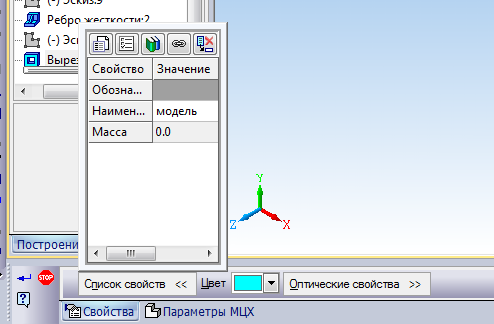 (-) Эскиз:9
Ребро жесткости:2
(-) Эск
Вырез
Свойство Значение
Обозна...
Наимен... модель
Масса 0.0
Y
Z X
Построени
Список свойств << Цвет Оптические свойства >>
STOP
Свойства Параметры МЦХ